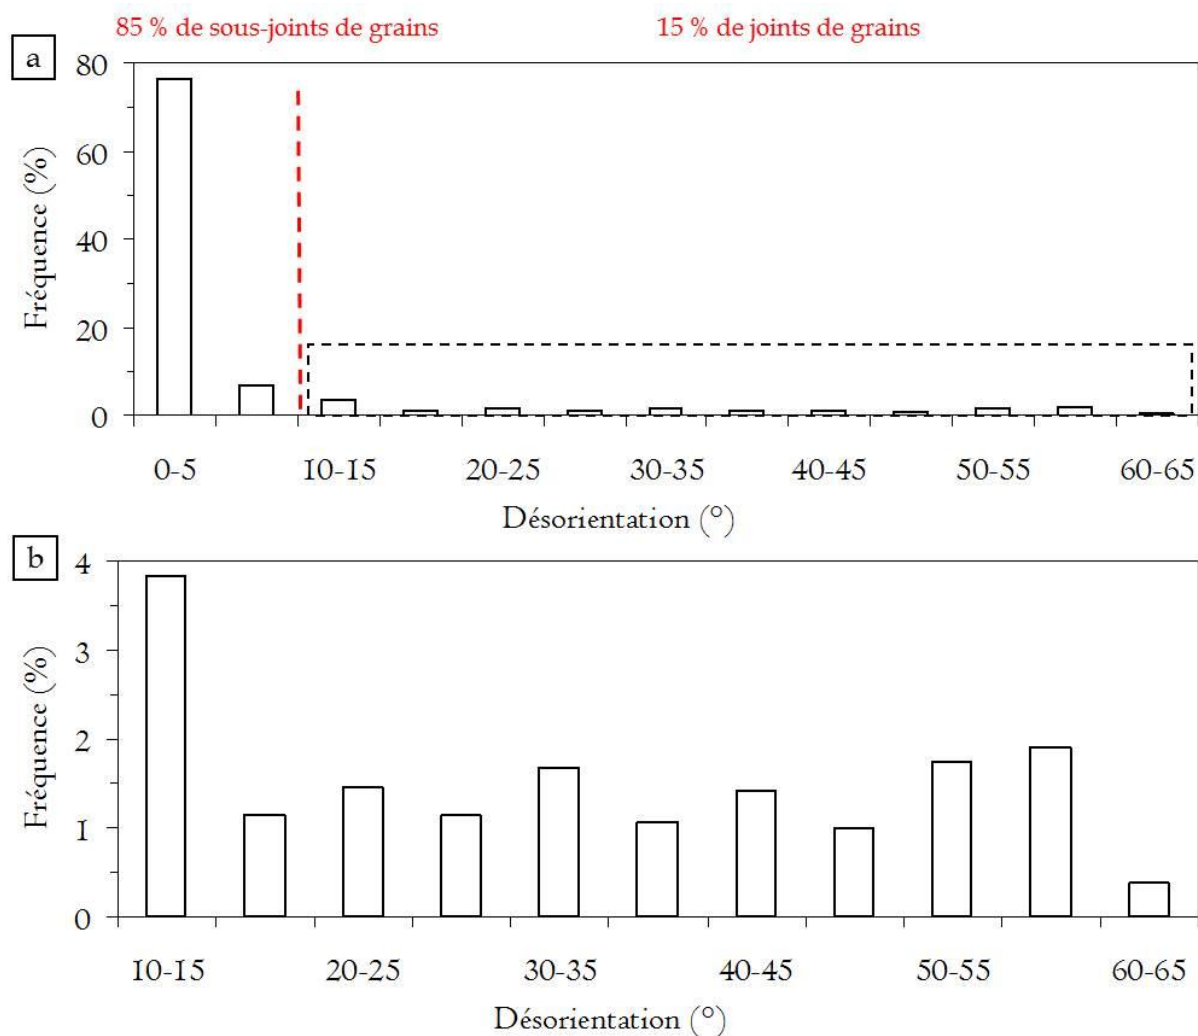 85 % de sous-joints de grains
15 % de joints de grains
a
80
60
40
20
0
Fréquence (%)
0-5
10-15
20-25
30-35
40-45
50-55
60-65
Désorientation (°)
b
4
3
2
1
0
Fréquence (%)
10-15
20-25
30-35
40-45
50-55
60-65
Désorientation (°)